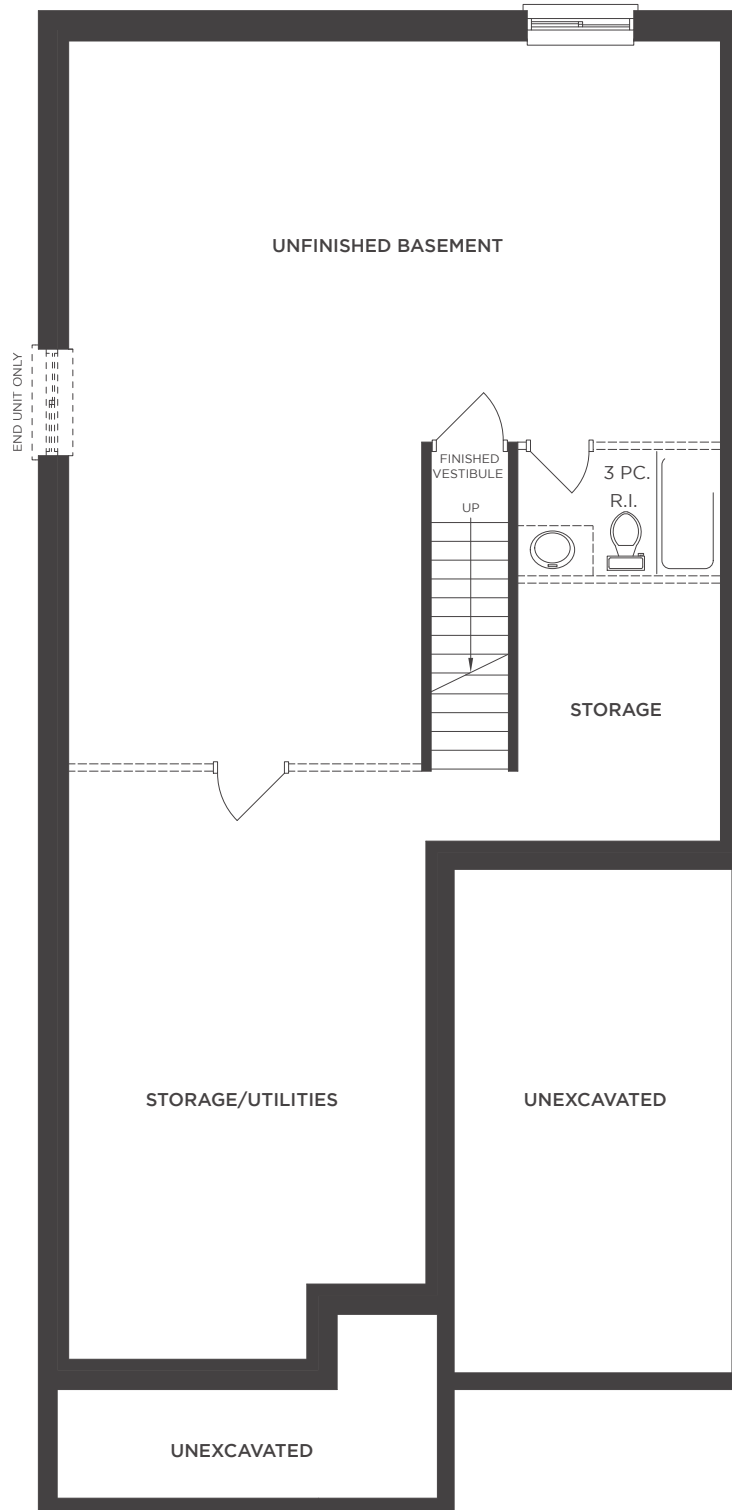 UNFINISHED BASEMENT
END UNIT ONLY
FINISHED
VESTIBULE
UP
3 PC.
R.I.
STORAGE
STORAGE/UTILITIES
UNEXCAVATED
UNEXCAVATED